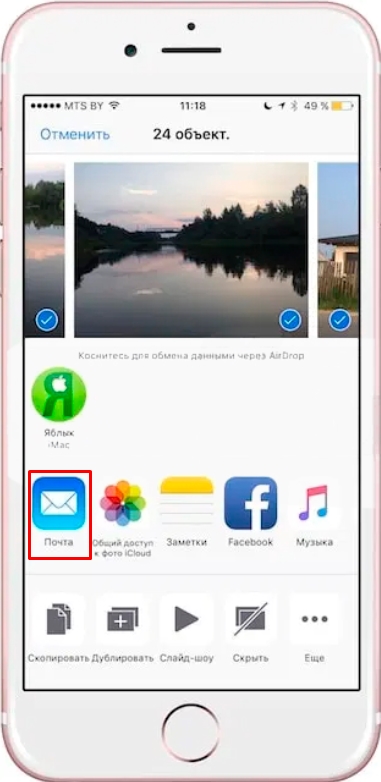 MTS BY 11:18 49 %
Отменить 24 объект.
Коснитесь для обмена данными через AirDrop
Я
Яблык
iMac
Почта Общий доступ к фото iCloud Заметки Facebook Музыка
Скопировать Дублировать Слайд-шоу Скрыть Еще